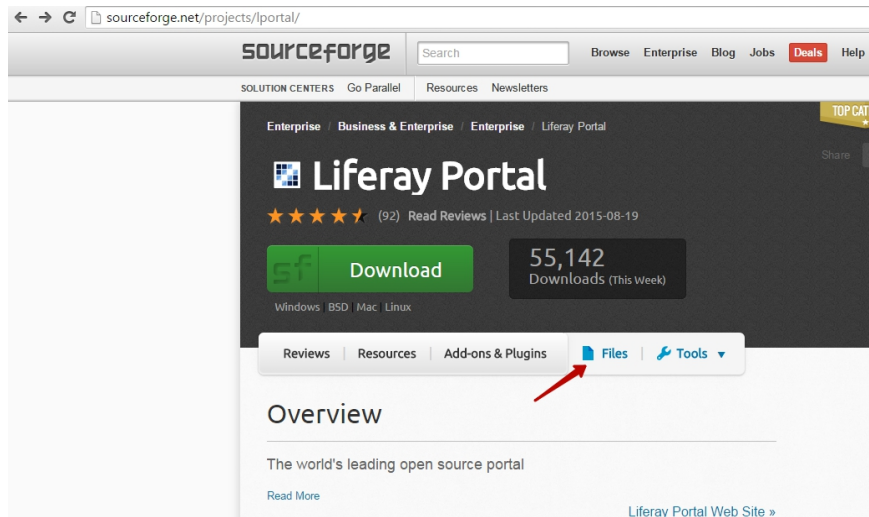 sourceforge.net/projects/lportal/
sourceforge Search Browse Enterprise Blog Jobs Deals Help
SOLUTION CENTERS Go Parallel Resources Newsletters
TOP CAT
Enterprise / Business & Enterprise / Enterprise / Liferay Portal
Share
Liferay Portal
(92) Read Reviews | Last Updated 2015-08-19
sf Download
55,142
Downloads (This Week)
Windows | BSD | Mac | Linux
Reviews | Resources | Add-ons & Plugins Files | Tools
Overview
The world's leading open source portal
Read More
Liferay Portal Web Site »